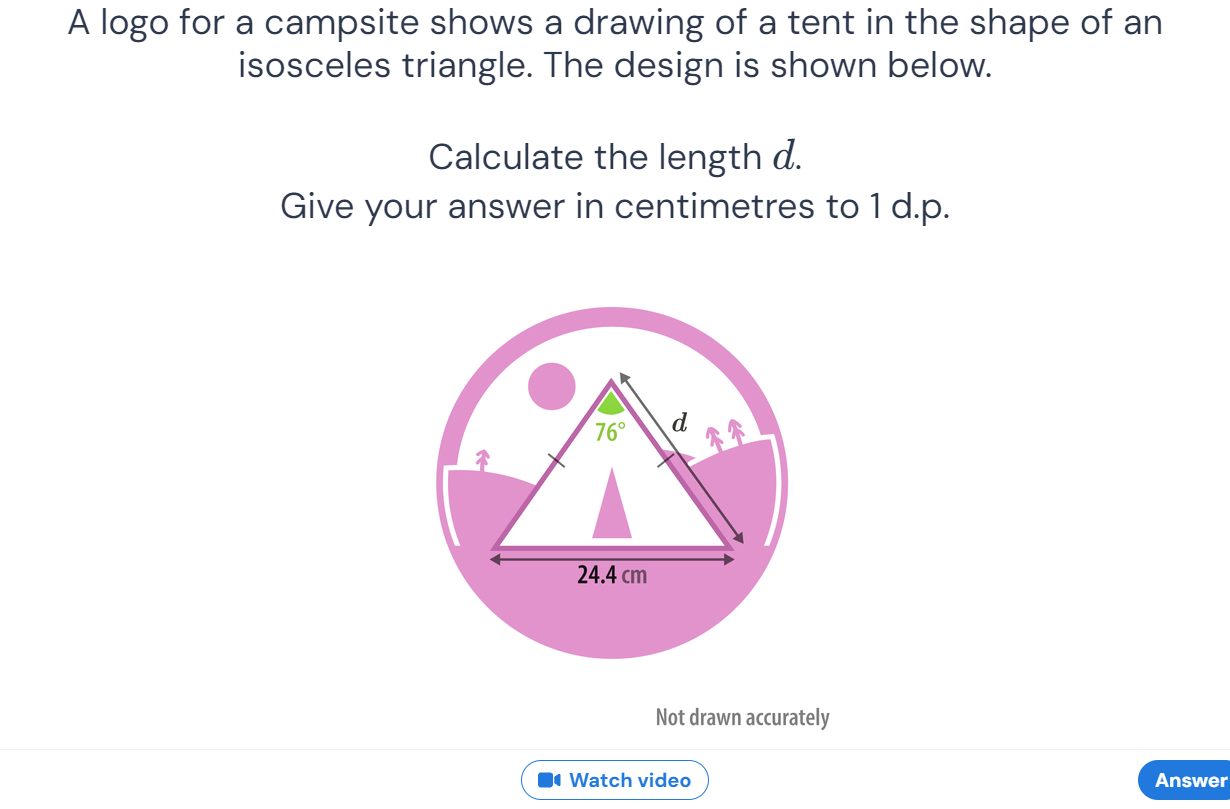 A logo for a campsite shows a drawing of a tent in the shape of an
isosceles triangle. The design is shown below.
Calculate the length d.
Give your answer in centimetres to 1 d.p.
d
76°
24.4 cm
Not drawn accurately
Watch video
Answer